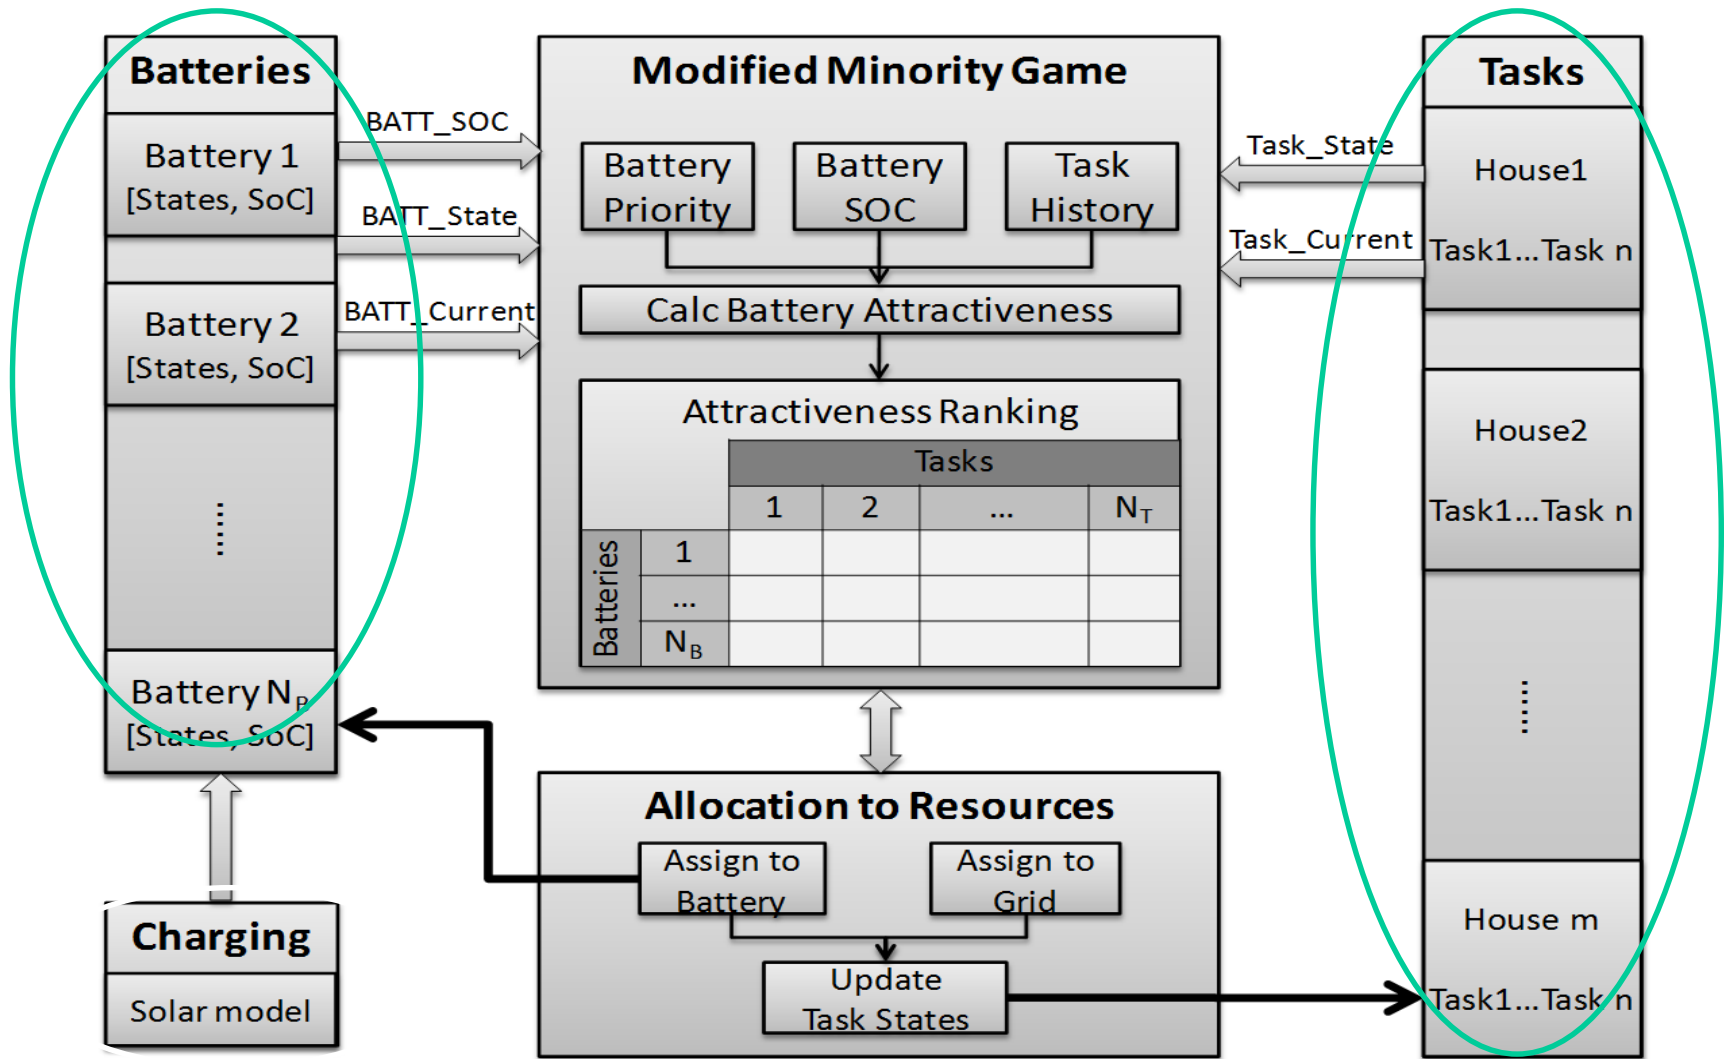 Batteries
Battery 1
[States, SoC]
Battery 2
[States, SoC]
......
Battery N_B
[States, SoC]
Charging
Solar model
BATT_SOC
BATT_State
BATT_Current
Modified Minority Game
Battery
Priority
Battery
SOC
Task
History
Calc Battery Attractiveness
Attractiveness Ranking
Tasks
1 2 ... N_T
Batteries
1
...
N_B
Allocation to Resources
Assign to
Battery
Assign to
Grid
Update
Task States
Task_State
Task_Current
Tasks
House1
Task1...Task n
House2
Task1...Task n
......
House m
Task1...Task n